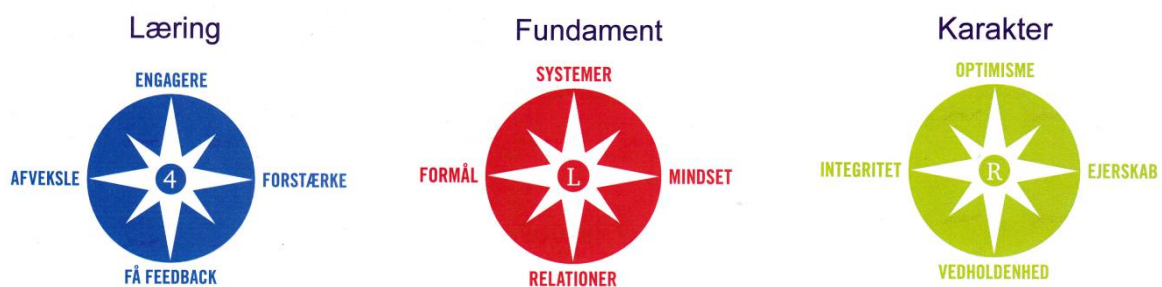 Læring
ENGAGERE
AFVEKSLE
4
FORSTÆRKE
FÅ FEEDBACK
Fundament
SYSTEMER
FORMÅL
L
MINDSET
RELATIONER
Karakter
OPTIMISME
INTEGRITET
R
EJERSKAB
VEDHOLDENHED